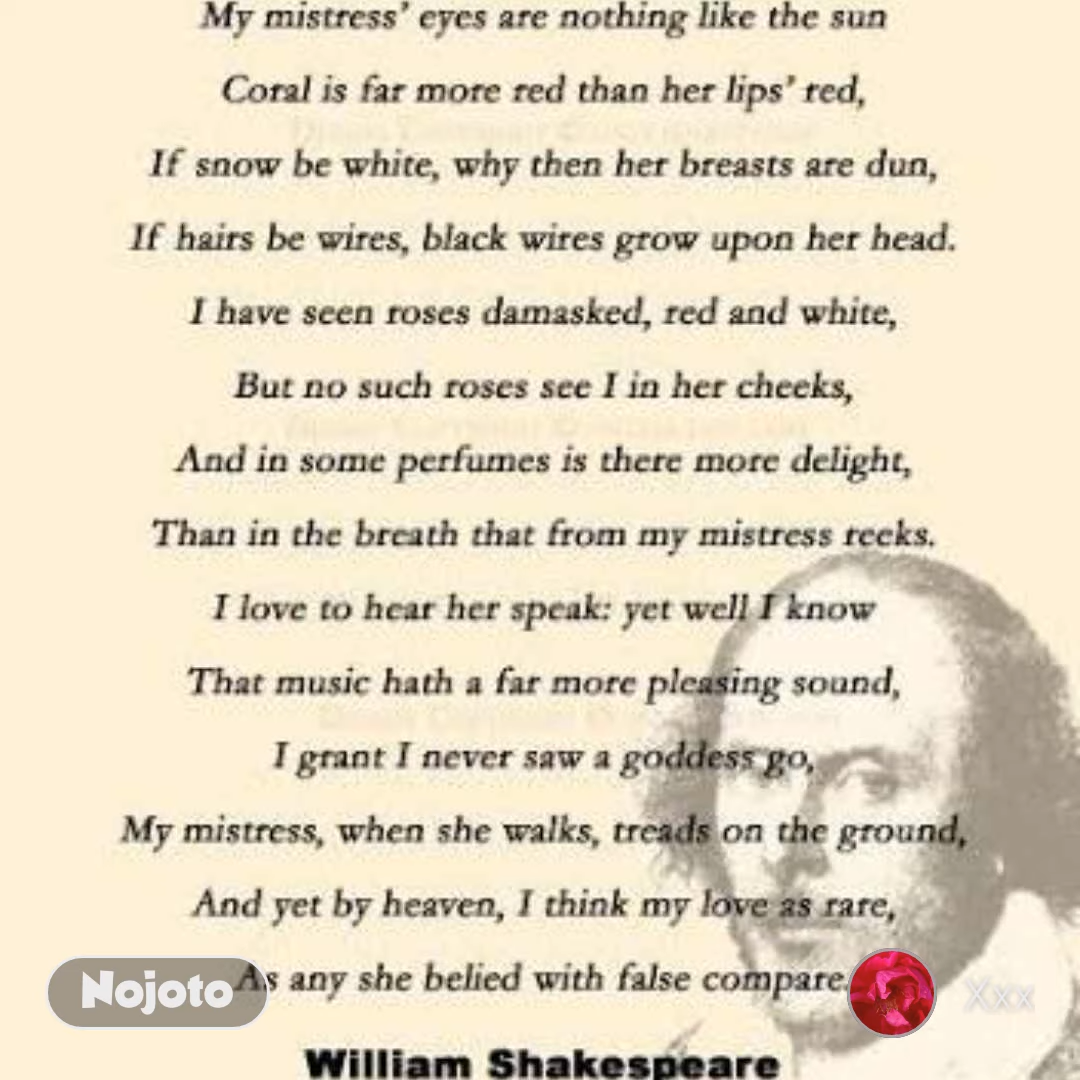 My mistress’ eyes are nothing like the sun
Coral is far more red than her lips’ red,
If snow be white, why then her breasts are dun,
If hairs be wires, black wires grow upon her head.
I have seen roses damasked, red and white,
But no such roses see I in her cheeks,
And in some perfumes is there more delight,
Than in the breath that from my mistress reeks.
I love to hear her speak: yet well I know
That music hath a far more pleasing sound,
I grant I never saw a goddess go,
My mistress, when she walks, treads on the ground,
And yet by heaven, I think my love as rare,
As any she belied with false compare.
Nojoto
Xxx
William Shakespeare